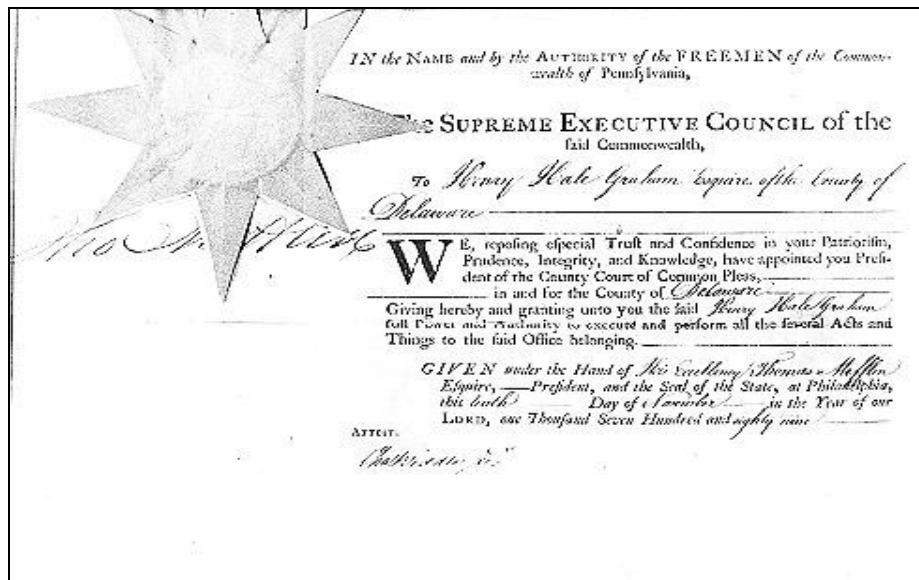 IN the NAME and by the AUTHORITY of the FREEMEN of the Common-
wealth of Pennsylvania,
The SUPREME EXECUTIVE COUNCIL of the
said Commonwealth,
To Henry Hale Graham Esquire of the County of
Delaware
WE, reposing especial Trust and Confidence in your Patriotism,
Prudence, Integrity, and Knowledge, have appointed you Presi-
dent of the County Court of Common Pleas,
in and for the County of Delaware
Giving hereby and granting unto you the said Henry Hale Graham
full Power and Authority to execute and perform all the several Acts and
Things to the said Office belonging.
GIVEN under the Hand of His Excellency Thomas Mifflin
Esquire, President, and the Seal of the State, at Philadelphia,
this tenth Day of November in the Year of our
LORD, one Thousand Seven Hundred and eighty nine
ATTEST.